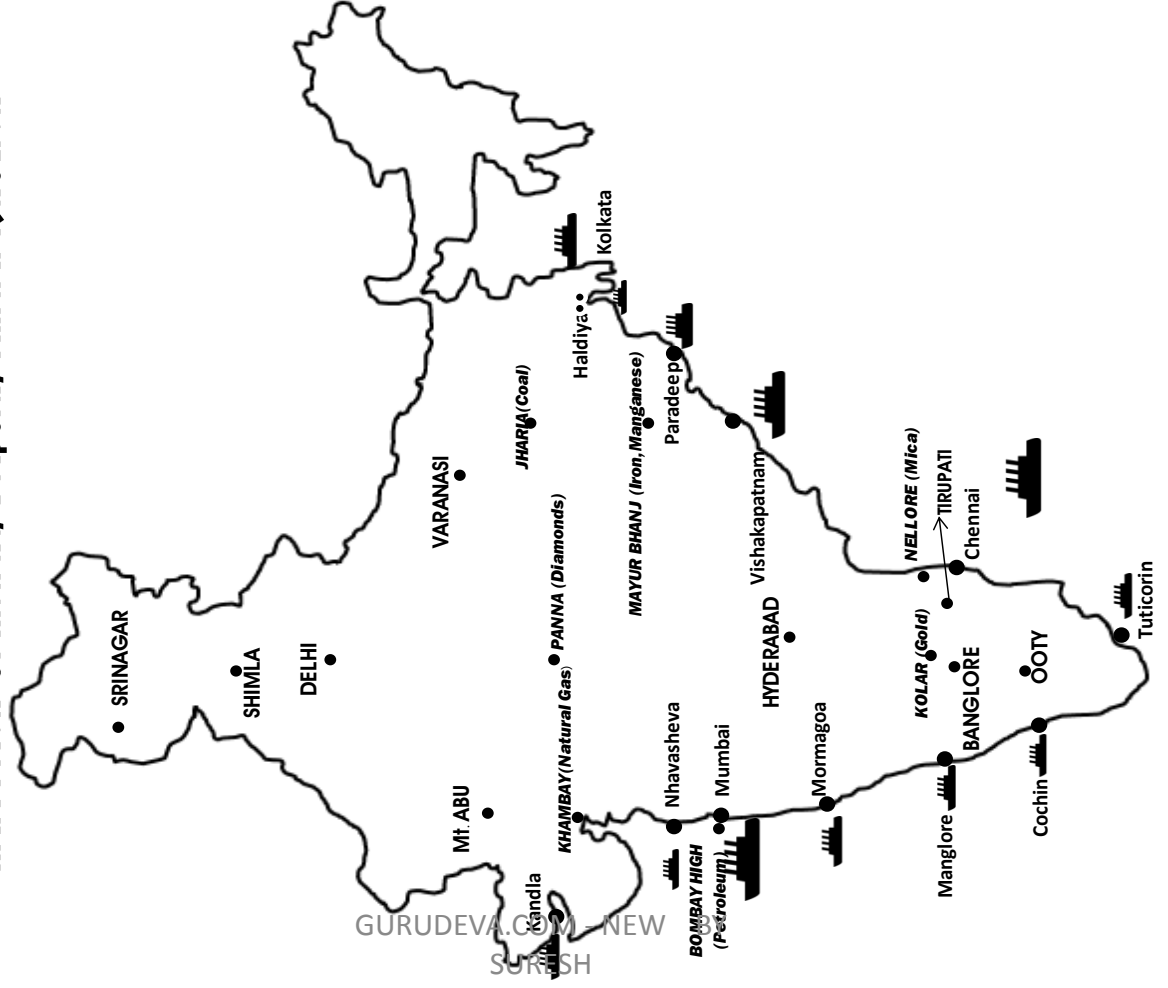 SRINAGAR
SHIMLA
DELHI
VARANASI
Mt. ABU
JHARIA(Coal)
PANNA (Diamonds)
KHAMBAY(Natural Gas)
Kandla
Kolkata
Haldiya
MAYUR BHANJ (Iron,Manganese)
Paradeep
Vishakapatnam
Nhavasheva
Mumbai
BOMBAY HIGH
(Petroleum)
HYDERABAD
Mormagoa
NELLORE (Mica)
TIRUPATI
Chennai
KOLAR (Gold)
BANGLORE
Manglore
OOTY
Cochin
Tuticorin
GURUDEVA.COM - NEW BY
SURESH